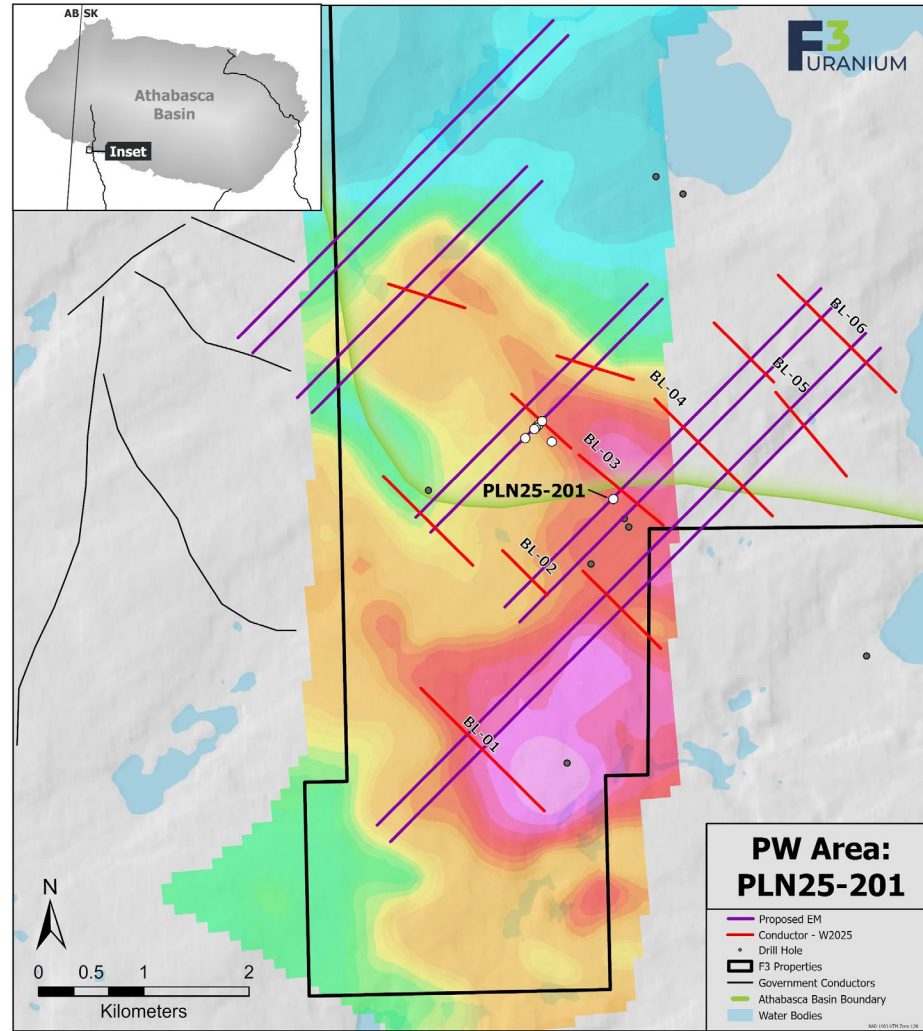 AB SK
Athabasca
Basin
Inset
F3
URANIUM
BL-06
BL-05
BL-04
BL-03
PLN25-201
BL-02
BL-01
N
0 0.5 1 2
Kilometers
PW Area:
PLN25-201
Proposed EM
Conductor - W2025
Drill Hole
F3 Properties
Government Conductors
Athabasca Basin Boundary
Water Bodies